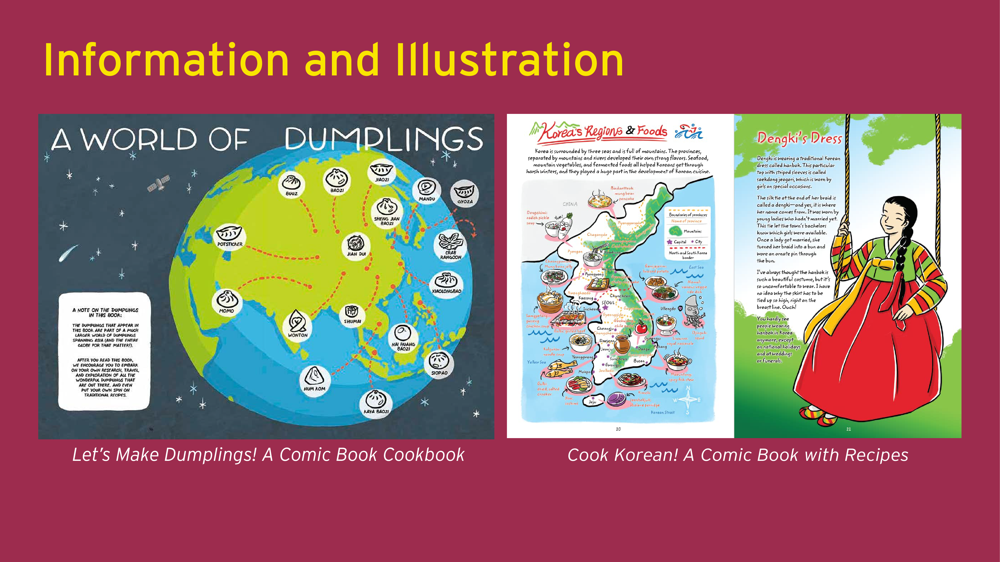 Information and Illustration
A WORLD OF DUMPLINGS
BUUZ
BAOZI
JIAOZI
MANDU
GYOZA
SHENG JIAN
BAOZI
POTSTICKER
JIAN DUI
CRAB
RANGOON
XIAOLONGBAO
MOMO
SHUMAI
WONTON
NAI HUANG
BAOZI
SIOPAO
NUM KOM
KAYA BAOZI
A NOTE ON THE DUMPLINGS
IN THIS BOOK:
THE DUMPLINGS THAT APPEAR IN
THIS BOOK ARE PART OF A MUCH
LARGER WORLD OF DUMPLINGS
SPANNING ASIA (AND THE ENTIRE
GLOBE FOR THAT MATTER!).
AFTER YOU READ THIS BOOK,
WE ENCOURAGE YOU TO EMBARK
ON YOUR OWN RESEARCH, TRAVEL,
AND EXPLORATION OF ALL THE
WONDERFUL DUMPLINGS THAT
ARE OUT THERE, AND EVEN
PUT YOUR OWN SPIN ON
TRADITIONAL RECIPES.
16
Let's Make Dumplings! A Comic Book Cookbook
Korea's Regions & Foods
Korea is surrounded by three seas and is full of mountains. The provinces,
separated by mountains and rivers developed their own strong flavors. Seafood,
mountain vegetables, and fermented foods all helped Koreans get through
harsh winters, and they played a huge part in the development of Korean cuisine.
CHINA
Bindaetteok:
mung bean
pancake
Dongchimi:
radish pickle
soup
Yum!
Boundaries of provinces
Name of province
Mountains
Capital
City
North and South Korea
border
Ryanggangdo
Chagangdo
Pyongan
Hamhung
Cheongpomuk:
Mung bean jelly
Wonsan
Pyongyang
Gamjajorim:
braised potato
East Sea
Namul:
various veggie
side dish
Hwanghaedo
Kaesong
Chuncheon
SEOUL
Incheon
Ullengdo
Samgyetang:
ginseng
chicken soup
Galbi: grilled beef
Gyeonggido
Gochujang:
chile paste
Cheongju
Chungcheongdo
Daejeon
Gyeongju
Pohang
Sinsunro:
royal casserole
Ojinguh:
squid
Kalguksu:
noodle soup
Jeonju
Daegu
Yeonggwang
Suncheon
Busan
Gwangju
Yellow Sea
Mokpo
Jeollado
Maeuntang:
spicy fish stew
Gulbi:
dried, salted
croaker
Hoe:
sashimi
Kimchi
Jeju
Jeonbokjuk:
abalone porridge
Korean Strait
N
W
E
S
20
Dengki's Dress
Dengki is wearing a traditional Korean
dress called hanbok. This particular
top with striped sleeves is called
saekdong jeogori, which is worn by
girls on special occasions.
The silk tie at the end of her braid is
called a dengki—and yes, it is where
her name comes from. It was worn by
young ladies who hadn't married yet.
This tie let the town's bachelors
know which girls were available.
Once a lady got married, she
turned her braid into a bun and
wore an ornate pin through
the bun.
I've always thought the hanbok is
such a beautiful costume, but it's
so uncomfortable to wear. I have
no idea why the skirt has to be
tied up so high, right on the
breast line. Ouch!
You hardly see
people wearing
hanbok in Korea
anymore, except
on national holidays
and at weddings
or funerals.
21
Cook Korean! A Comic Book with Recipes